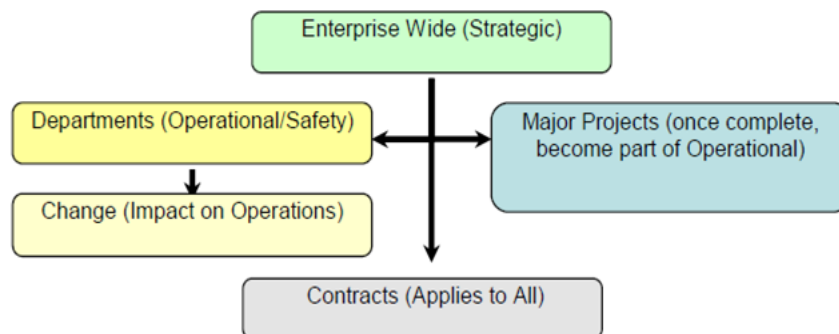 Enterprise Wide (Strategic)
Departments (Operational/Safety)
Major Projects (once complete,
become part of Operational)
Change (Impact on Operations)
Contracts (Applies to All)